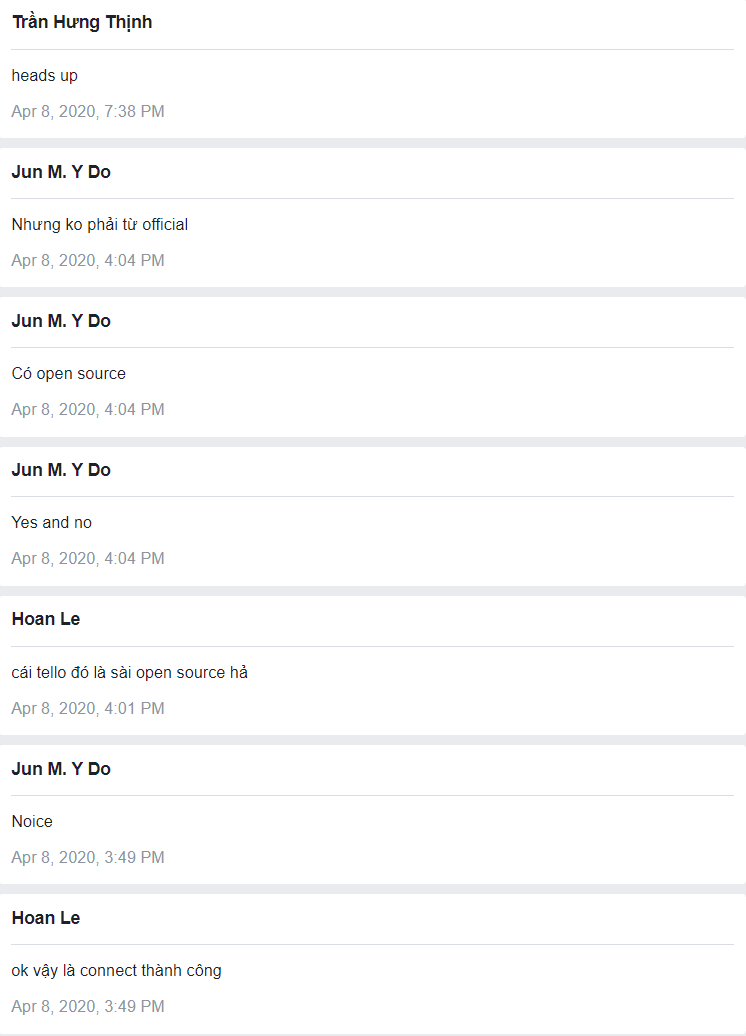 Trần Hưng Thịnh
heads up
Apr 8, 2020, 7:38 PM
Jun M. Y Do
Nhưng ko phải từ official
Apr 8, 2020, 4:04 PM
Jun M. Y Do
Có open source
Apr 8, 2020, 4:04 PM
Jun M. Y Do
Yes and no
Apr 8, 2020, 4:04 PM
Hoan Le
cái tello đó là sài open source hả
Apr 8, 2020, 4:01 PM
Jun M. Y Do
Noice
Apr 8, 2020, 3:49 PM
Hoan Le
ok vậy là connect thành công
Apr 8, 2020, 3:49 PM